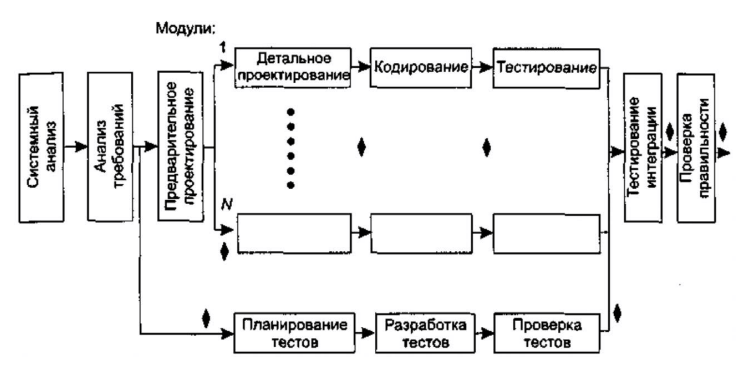 Модули:
1
Системный
анализ
Анализ
требований
Предварительное
проектирование
Детальное
проектирование
Кодирование
Тестирование
N
Планирование
тестов
Разработка
тестов
Проверка
тестов
Тестирование
интеграции
Проверка
правильности